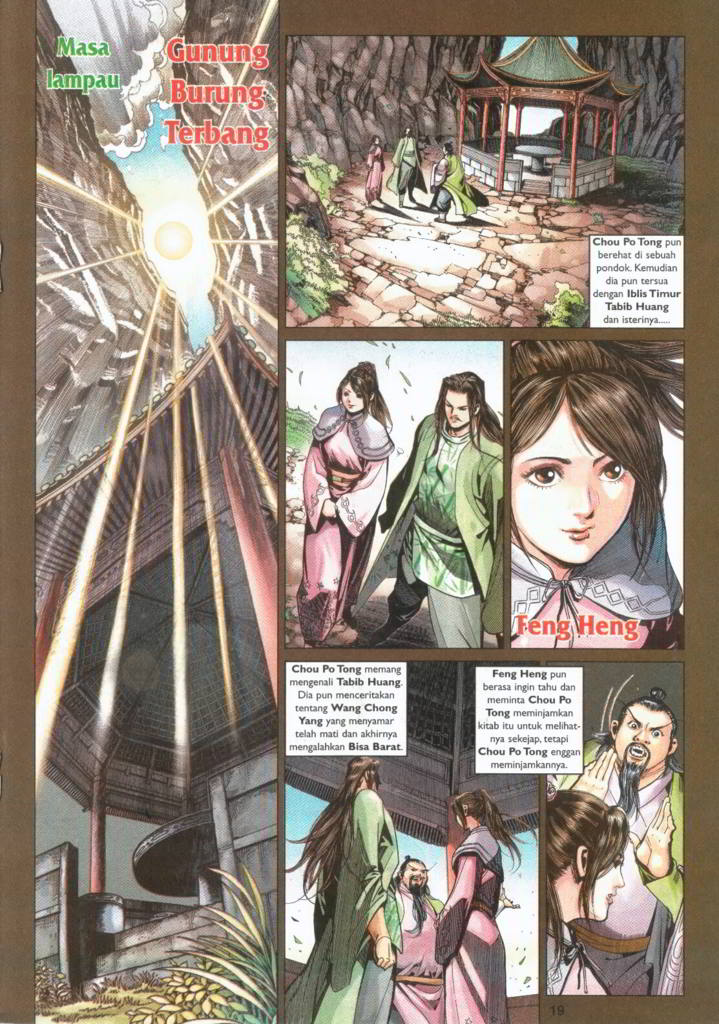 Masa
lampau
Gunung
Burung
Terbang
Chou Po Tong pun
berehat di sebuah
pondok. Kemudian
dia pun tersua
dengan Iblis Timur
Tabib Huang
dan isterinya.....
Feng Heng
Chou Po Tong memang
mengenali Tabib Huang.
Dia pun menceritakan
tentang Wang Chong
Yang yang menyamar
telah mati dan akhirnya
mengalahkan Bisa Barat.
Feng Heng pun
berasa ingin tahu dan
meminta Chou Po
Tong meminjamkan
kitab itu untuk melihat-
nya sekejap, tetapi
Chou Po Tong enggan
meminjamkannya.
19